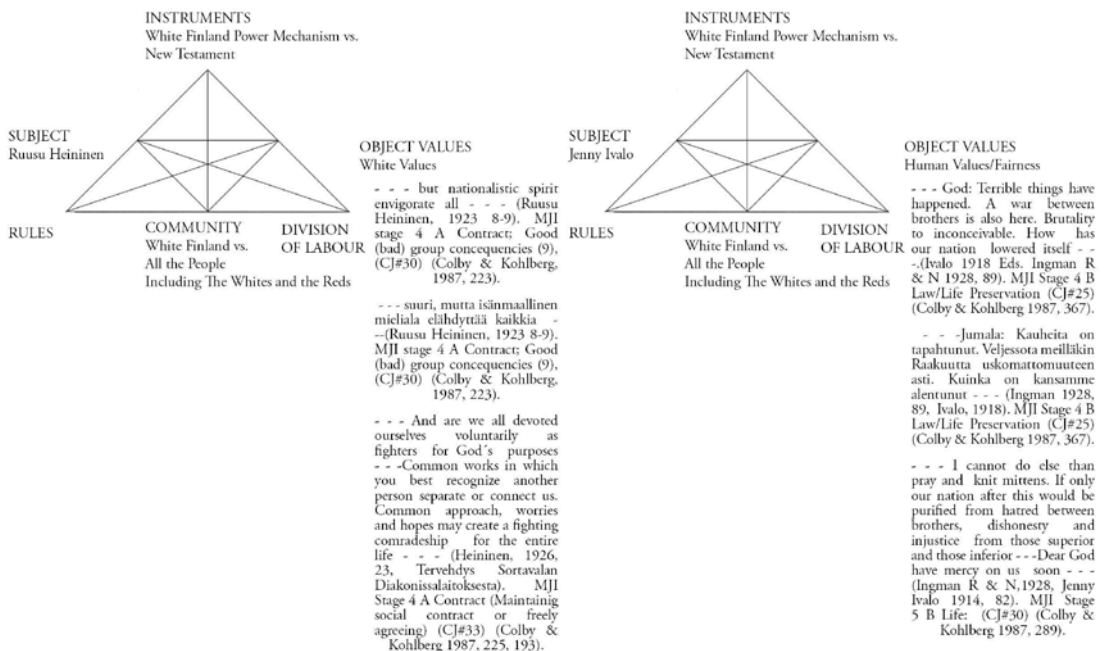 INSTRUMENTS
White Finland Power Mechanism vs.
New Testament
SUBJECT
Ruusu Heininen
RULES
COMMUNITY
White Finland vs.
All the People
Including The Whites and the Reds
DIVISION
OF LABOUR
OBJECT VALUES
White Values
- - - but nationalistic spirit
envigorate all - - - (Ruusu
Heininen, 1923 8-9). MJI
stage 4 A Contract; Good
(bad) group concequencies (9),
(CJ#30) (Colby & Kohlberg,
1987, 223).
- - - suuri, mutta isänmaallinen
mieliala elähdyttää kaikkia -
--(Ruusu Heininen, 1923 8-9).
MJI stage 4 A Contract; Good
(bad) group concequencies (9),
(CJ#30) (Colby & Kohlberg,
1987, 223).
- - - And are we all devoted
ourselves voluntarily as
fighters for God´s purposes
- - -Common works in which
you best recognize another
person separate or connect us.
Common approach, worries
and hopes may create a fighting
comradeship for the entire
life - - - (Heininen, 1926,
23, Tervehdys Sortavalan
Diakonissalaitoksesta). MJI
Stage 4 A Contract (Maintainig
social contract or freely
agreeing) (CJ#33) (Colby &
Kohlberg 1987, 225, 193).
INSTRUMENTS
White Finland Power Mechanism vs.
New Testament
SUBJECT
Jenny Ivalo
RULES
COMMUNITY
White Finland vs.
All the People
Including The Whites and the Reds
DIVISION
OF LABOUR
OBJECT VALUES
Human Values/Fairness
- - - God: Terrible things have
happened. A war between
brothers is also here. Brutality
to inconceivable. How has
our nation lowered itself - -
-.(Ivalo 1918 Eds. Ingman R
& N 1928, 89). MJI Stage 4 B
Law/Life Preservation (CJ#25)
(Colby & Kohlberg 1987, 367).
- - -Jumala: Kauheita on
tapahtunut. Veljessota meilläkin
Raakuutta uskomattomuuteen
asti. Kuinka on kansamme
alentunut - - - (Ingman 1928,
89, Ivalo, 1918). MJI Stage 4 B
Law/Life Preservation (CJ#25)
(Colby & Kohlberg 1987, 367).
- - - I cannot do else than
pray and knit mittens. If only
our nation after this would be
purified from hatred between
brothers, dishonesty and
injustice from those superior
and those inferior - - -Dear God
have mercy on us soon - - -
(Ingman R & N,1928, Jenny
Ivalo 1914, 82). MJI Stage
5 B Life: (CJ#30) (Colby &
Kohlberg 1987, 289).